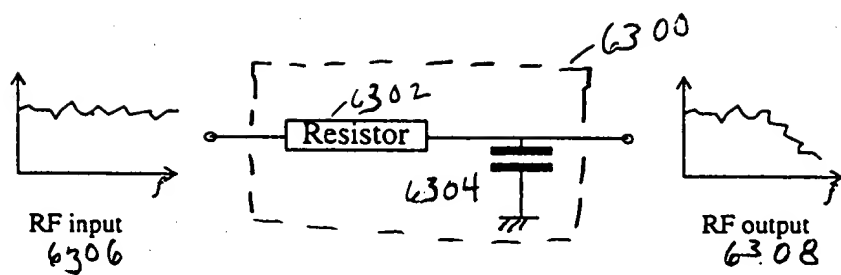 6300
6302
Resistor
6304
f
RF input
6306
f
RF output
6308